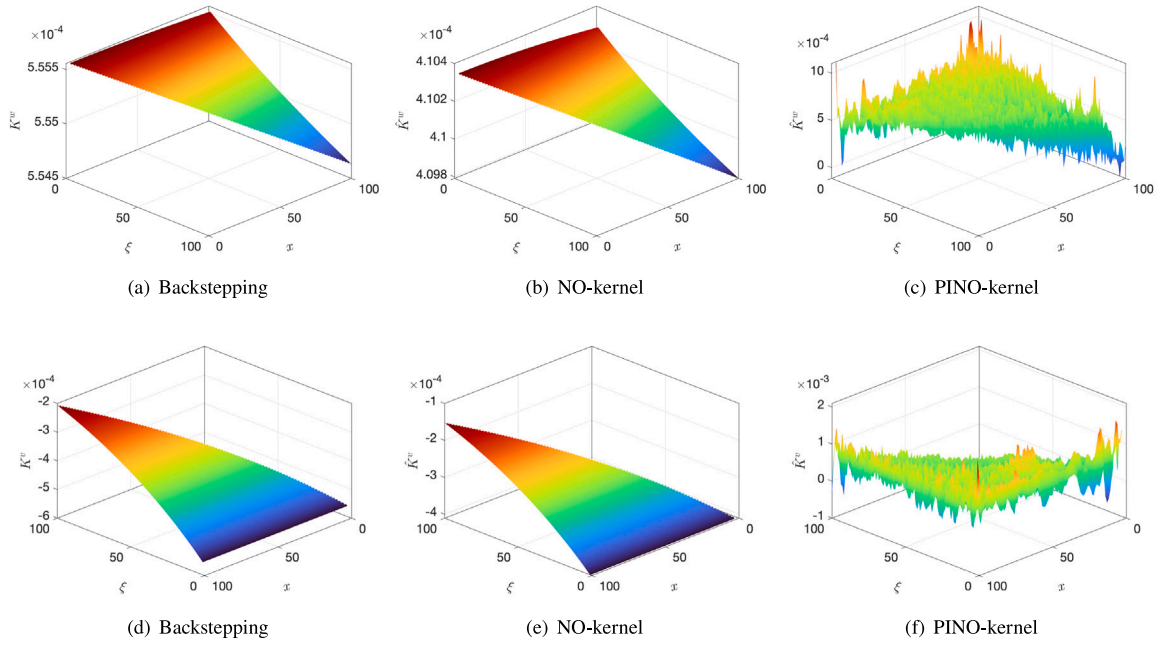 ×10⁻⁴
5.555
5.55
5.545
K^w
0
50
100
ξ
0
50
100
x
(a) Backstepping
×10⁻⁴
4.104
4.102
4.1
4.098
K̂^w
0
50
100
ξ
0
50
100
x
(b) NO-kernel
×10⁻⁴
10
5
0
K̂^w
0
50
100
ξ
0
50
100
x
(c) PINO-kernel
×10⁻⁴
-2
-3
-4
-5
-6
K^v
100
50
0
ξ
100
50
0
x
(d) Backstepping
×10⁻⁴
-1
-2
-3
-4
K̂^v
100
50
0
ξ
100
50
0
x
(e) NO-kernel
×10⁻³
2
1
0
-1
K̂^v
100
50
0
ξ
100
50
0
x
(f) PINO-kernel